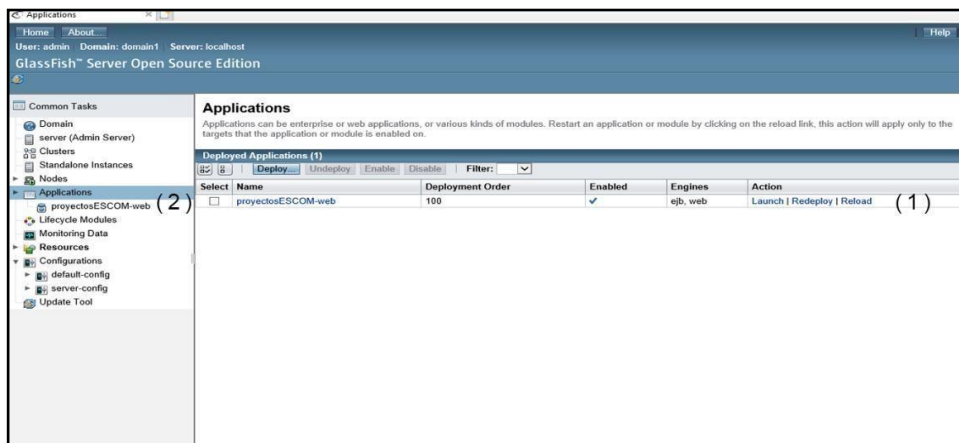 Applications
Home About...
Help
User: admin Domain: domain1 Server: localhost
GlassFish™ Server Open Source Edition
Common Tasks
Domain
server (Admin Server)
Clusters
Standalone Instances
Nodes
Applications
proyectosESCOM-web (2)
Lifecycle Modules
Monitoring Data
Resources
Configurations
default-config
server-config
Update Tool
Applications
Applications can be enterprise or web applications, or various kinds of modules. Restart an application or module by clicking on the reload link, this action will apply only to the
targets that the application or module is enabled on.
Deployed Applications (1)
Deploy... Undeploy Enable Disable Filter:
Select Name Deployment Order Enabled Engines Action
proyectosESCOM-web 100 ejb, web Launch | Redeploy | Reload (1)